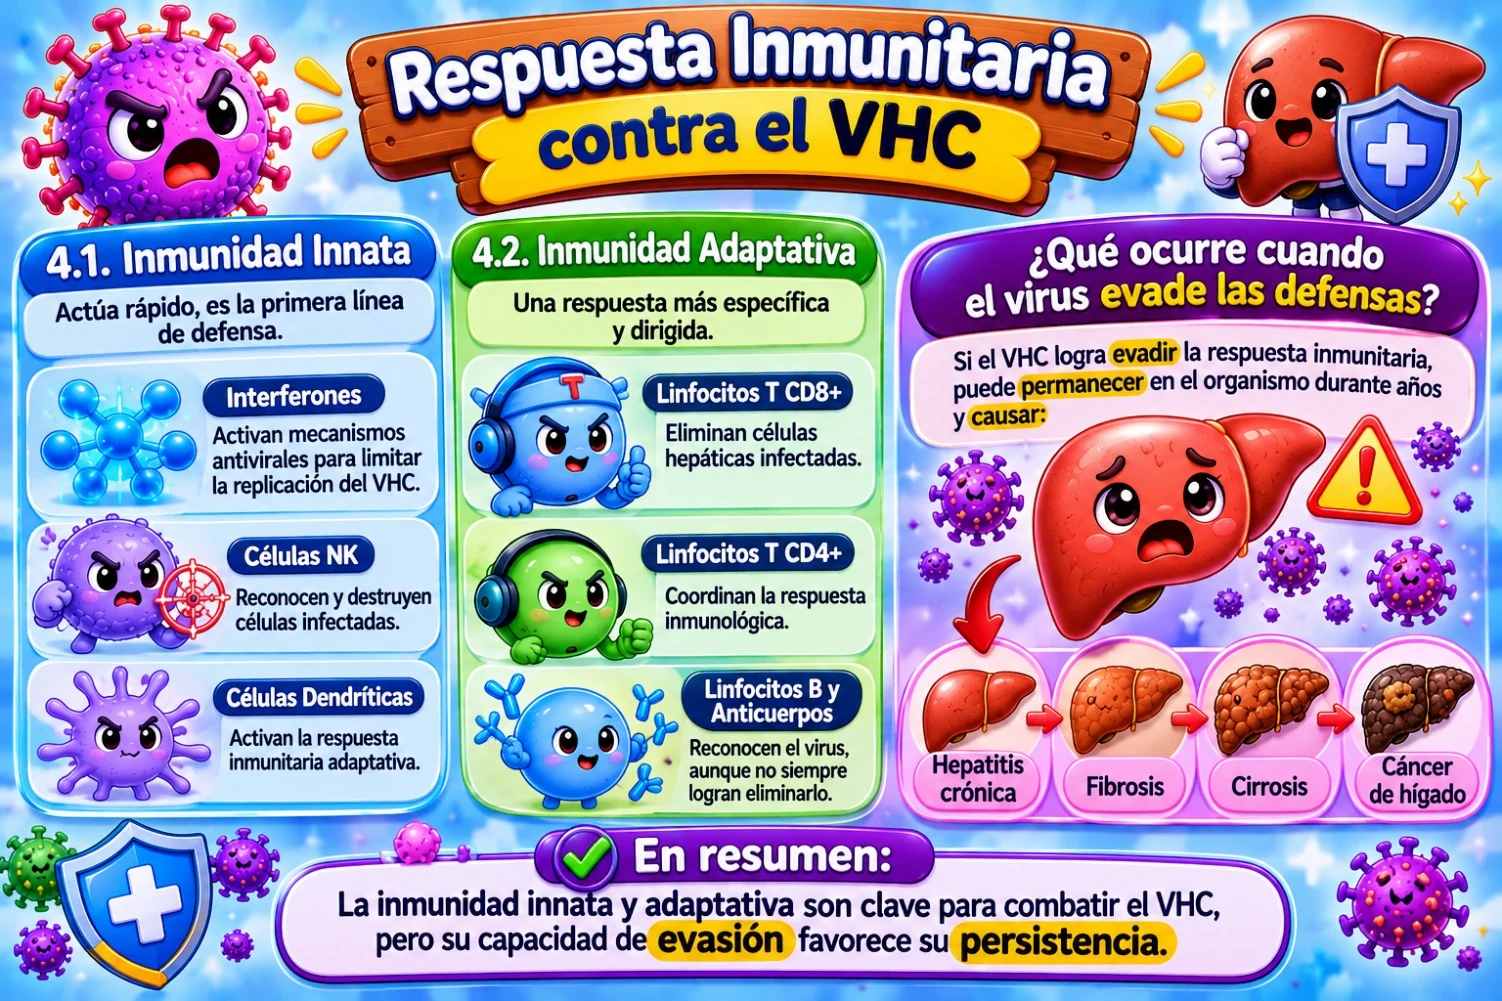 Respuesta Inmunitaria
contra el VHC
4.1. Inmunidad Innata
Actúa rápido, es la primera línea
de defensa.
Interferones
Activan mecanismos
antivirales para limitar
la replicación del VHC.
Células NK
Reconocen y destruyen
células infectadas.
Células Dendríticas
Activan la respuesta
inmunitaria adaptativa.
4.2. Inmunidad Adaptativa
Una respuesta más específica
y dirigida.
T
Linfocitos T CD8+
Eliminan células
hepáticas infectadas.
Linfocitos T CD4+
Coordinan la respuesta
inmunológica.
Linfocitos B y
Anticuerpos
Reconocen el virus,
aunque no siempre
logran eliminarlo.
¿Qué ocurre cuando
el virus evade las defensas?
Si el VHC logra evadir la respuesta inmunitaria,
puede permanecer en el organismo durante años
y causar:
Hepatitis
crónica
Fibrosis
Cirrosis
Cáncer
de hígado
En resumen:
La inmunidad innata y adaptativa son clave para combatir el VHC,
pero su capacidad de evasión favorece su persistencia.